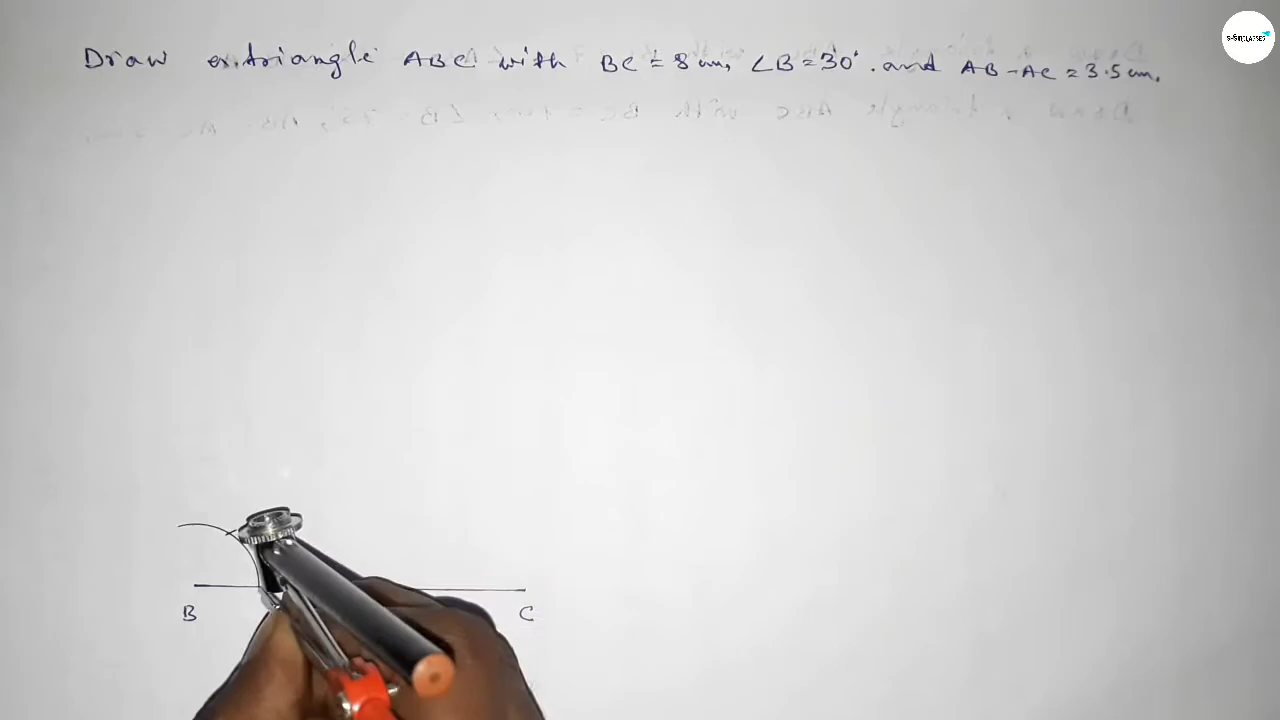 Draw a triangle ABC with BC = 8 cm, ∠B = 30°. and AB - AC = 3.5 cm.
B C